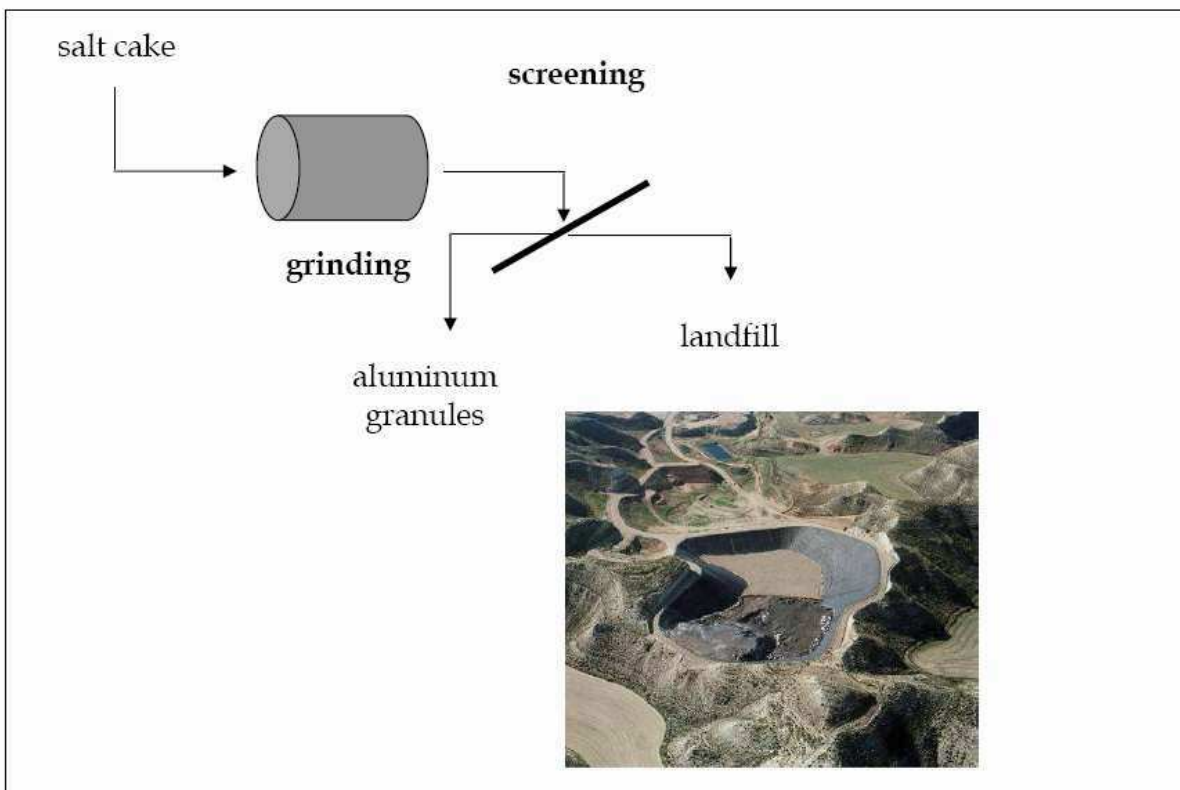 salt cake
screening
grinding
landfill
aluminum
granules